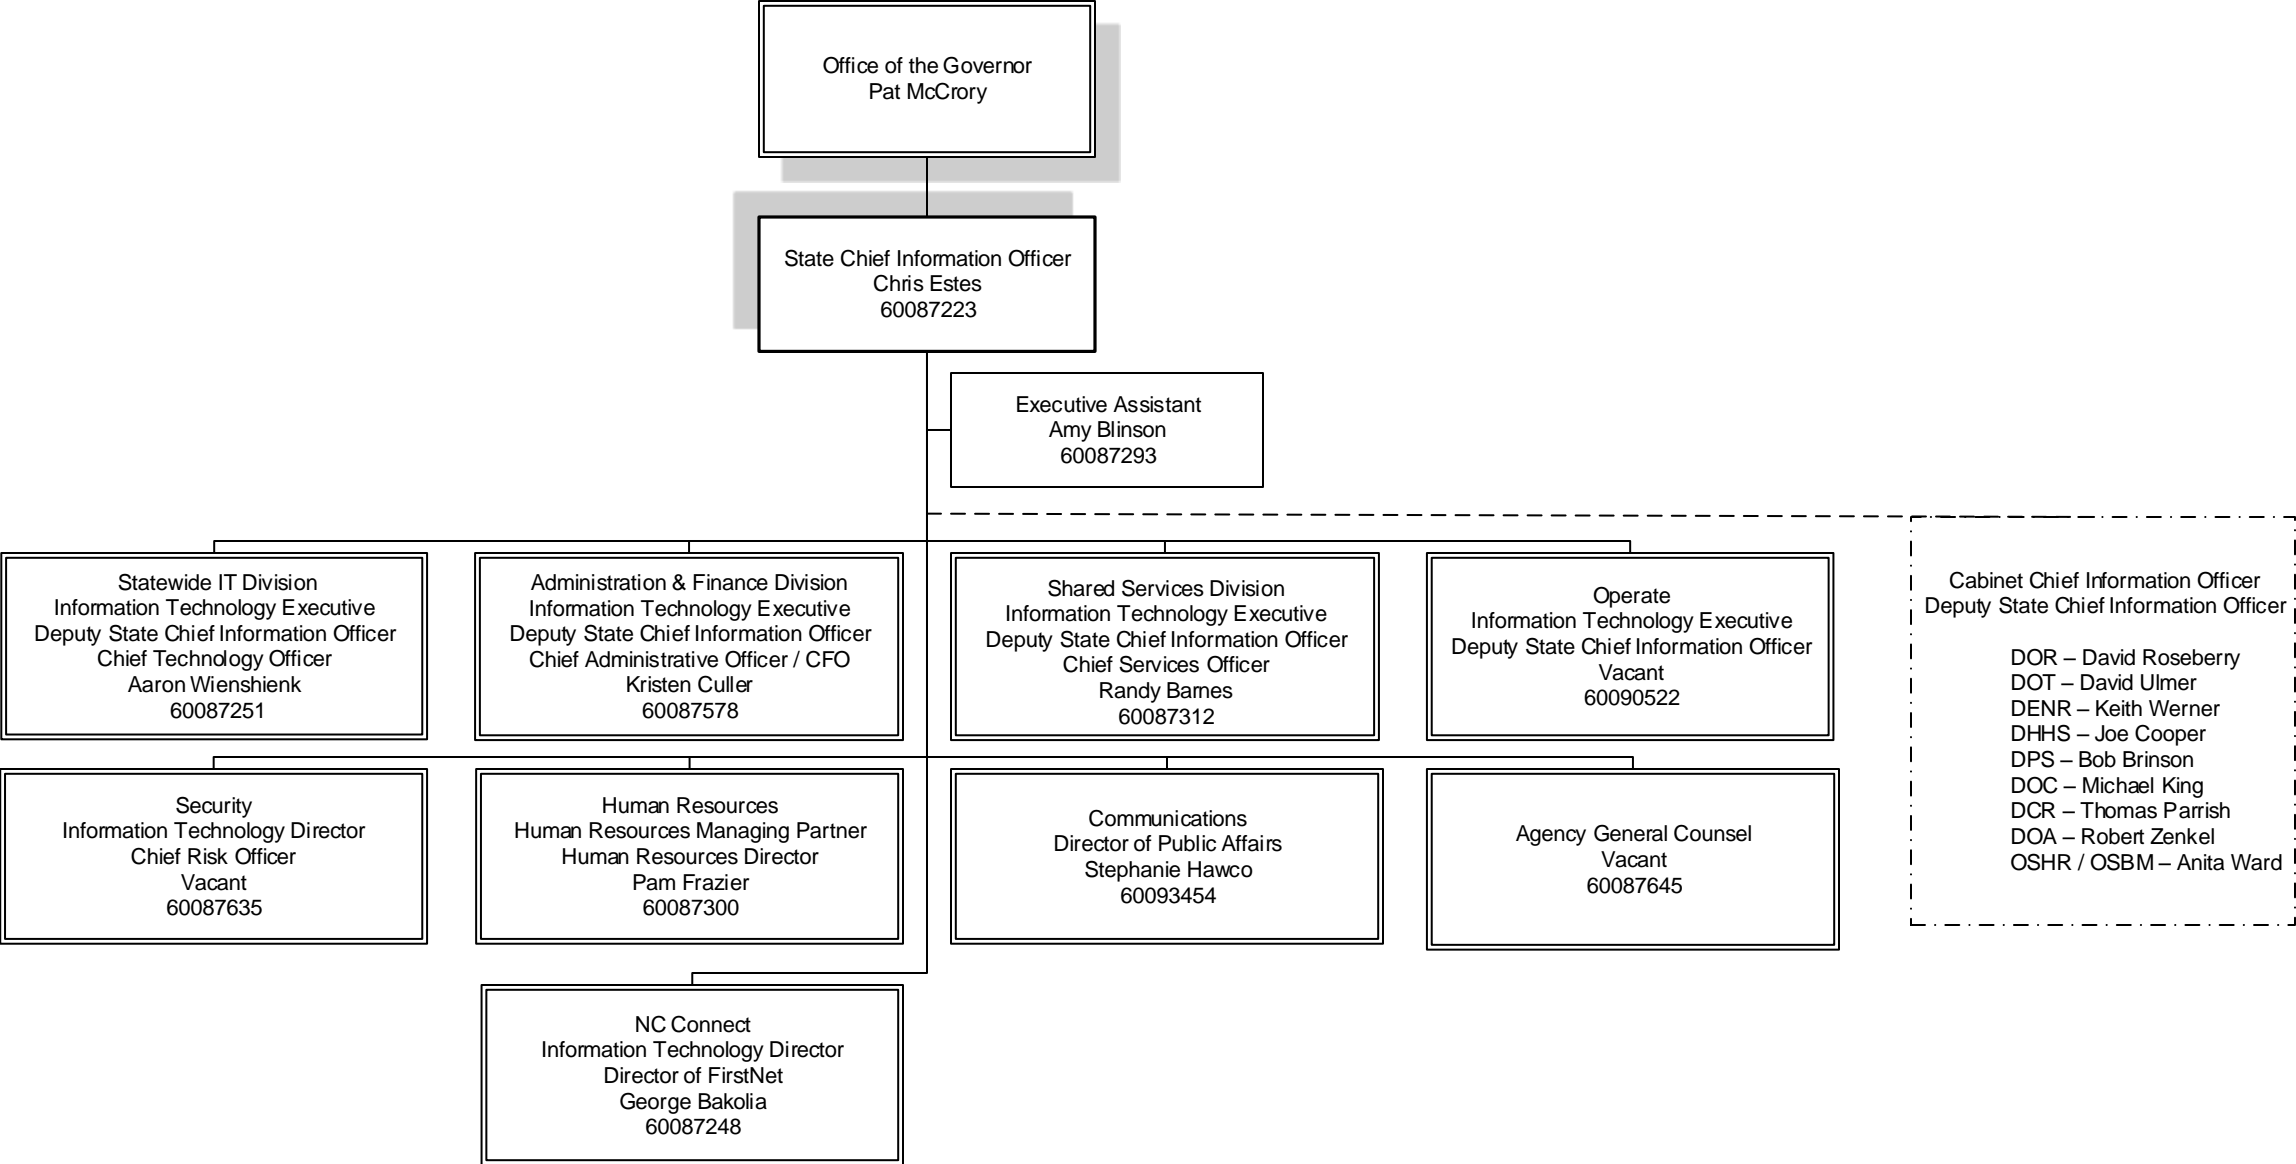 Office of the Governor
Pat McCrory
State Chief Information Officer
Chris Estes
60087223
Executive Assistant
Amy Blinson
60087293
Statewide IT Division
Information Technology Executive
Deputy State Chief Information Officer
Chief Technology Officer
Aaron Wienshienk
60087251
Administration & Finance Division
Information Technology Executive
Deputy State Chief Information Officer
Chief Administrative Officer / CFO
Kristen Culler
60087578
Shared Services Division
Information Technology Executive
Deputy State Chief Information Officer
Chief Services Officer
Randy Barnes
60087312
Operate
Information Technology Executive
Deputy State Chief Information Officer
Vacant
60090522
Cabinet Chief Information Officer
Deputy State Chief Information Officer
DOR – David Roseberry
DOT – David Ulmer
DENR – Keith Werner
DHHS – Joe Cooper
DPS – Bob Brinson
DOC – Michael King
DCR – Thomas Parrish
DOA – Robert Zenkel
OSHR / OSBM – Anita Ward
Security
Information Technology Director
Chief Risk Officer
Vacant
60087635
Human Resources
Human Resources Managing Partner
Human Resources Director
Pam Frazier
60087300
Communications
Director of Public Affairs
Stephanie Hawco
60093454
Agency General Counsel
Vacant
60087645
NC Connect
Information Technology Director
Director of FirstNet
George Bakolia
60087248